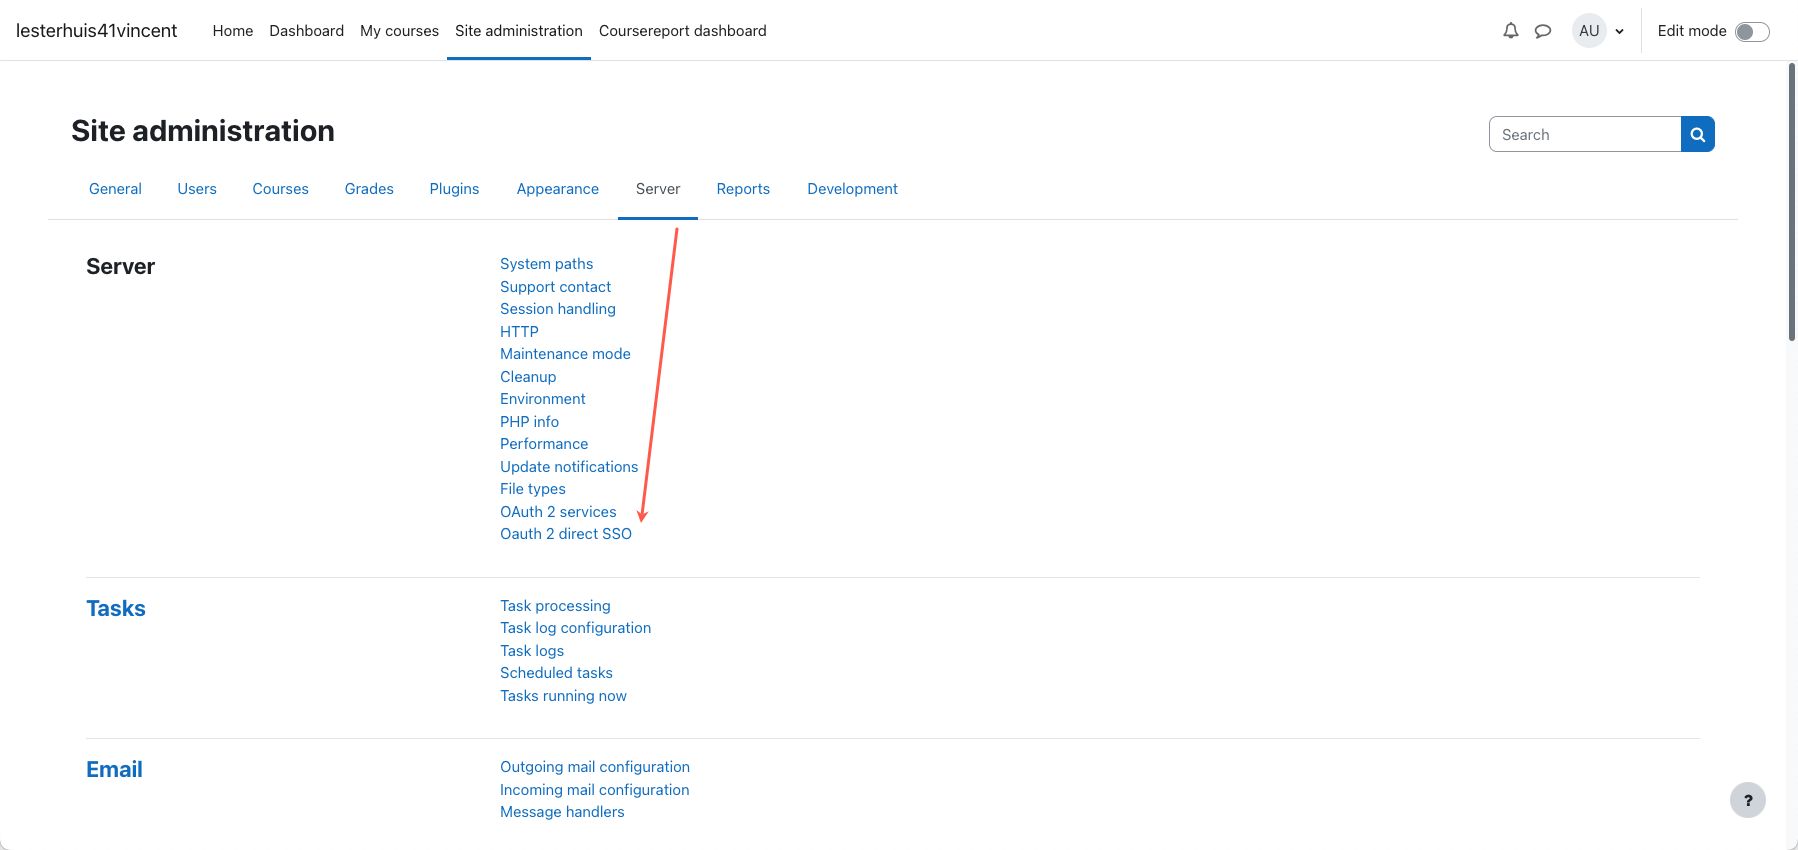 lesterhuis41vincent Home Dashboard My courses Site administration Coursereport dashboard AU Edit mode
Site administration
Search
General Users Courses Grades Plugins Appearance Server Reports Development
Server
System paths
Support contact
Session handling
HTTP
Maintenance mode
Cleanup
Environment
PHP info
Performance
Update notifications
File types
OAuth 2 services
Oauth 2 direct SSO
Tasks
Task processing
Task log configuration
Task logs
Scheduled tasks
Tasks running now
Email
Outgoing mail configuration
Incoming mail configuration
Message handlers
?